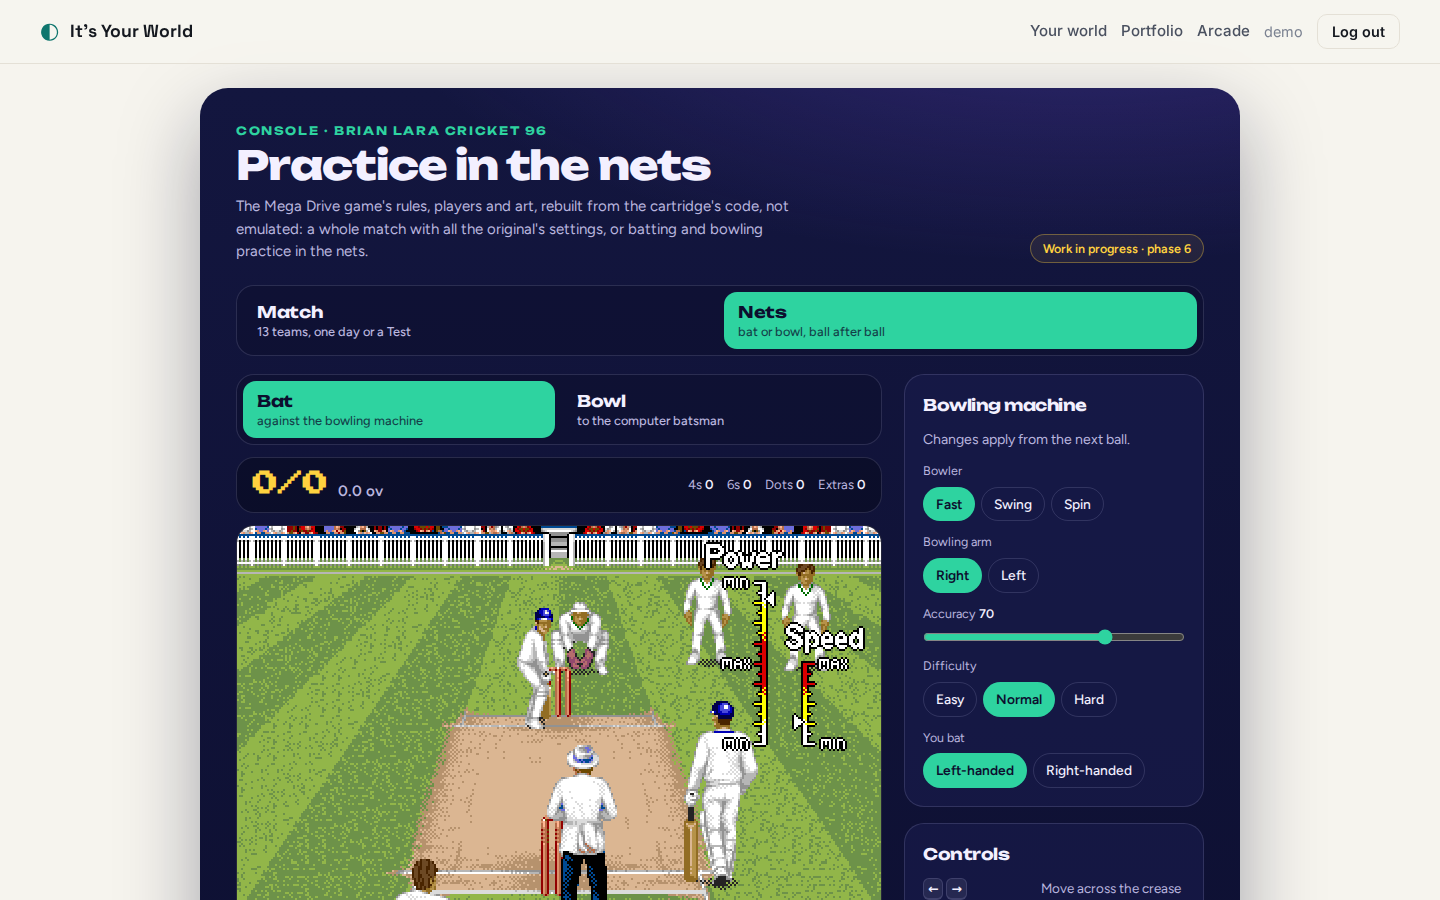 It's Your World
Your world
Portfolio
Arcade
demo
Log out
CONSOLE · BRIAN LARA CRICKET 96
Practice in the nets
The Mega Drive game's rules, players and art, rebuilt from the cartridge's code, not
emulated: a whole match with all the original's settings, or batting and bowling
practice in the nets.
Work in progress · phase 6
Match
13 teams, one day or a Test
Nets
bat or bowl, ball after ball
Bat
against the bowling machine
Bowl
to the computer batsman
0/0 0.0 ov
4s 0 6s 0 Dots 0 Extras 0
Power
MIN
Speed
MAX
MAX
MIN
MIN
Bowling machine
Changes apply from the next ball.
Bowler
Fast Swing Spin
Bowling arm
Right Left
Accuracy 70
Difficulty
Easy Normal Hard
You bat
Left-handed Right-handed
Controls
← → Move across the crease